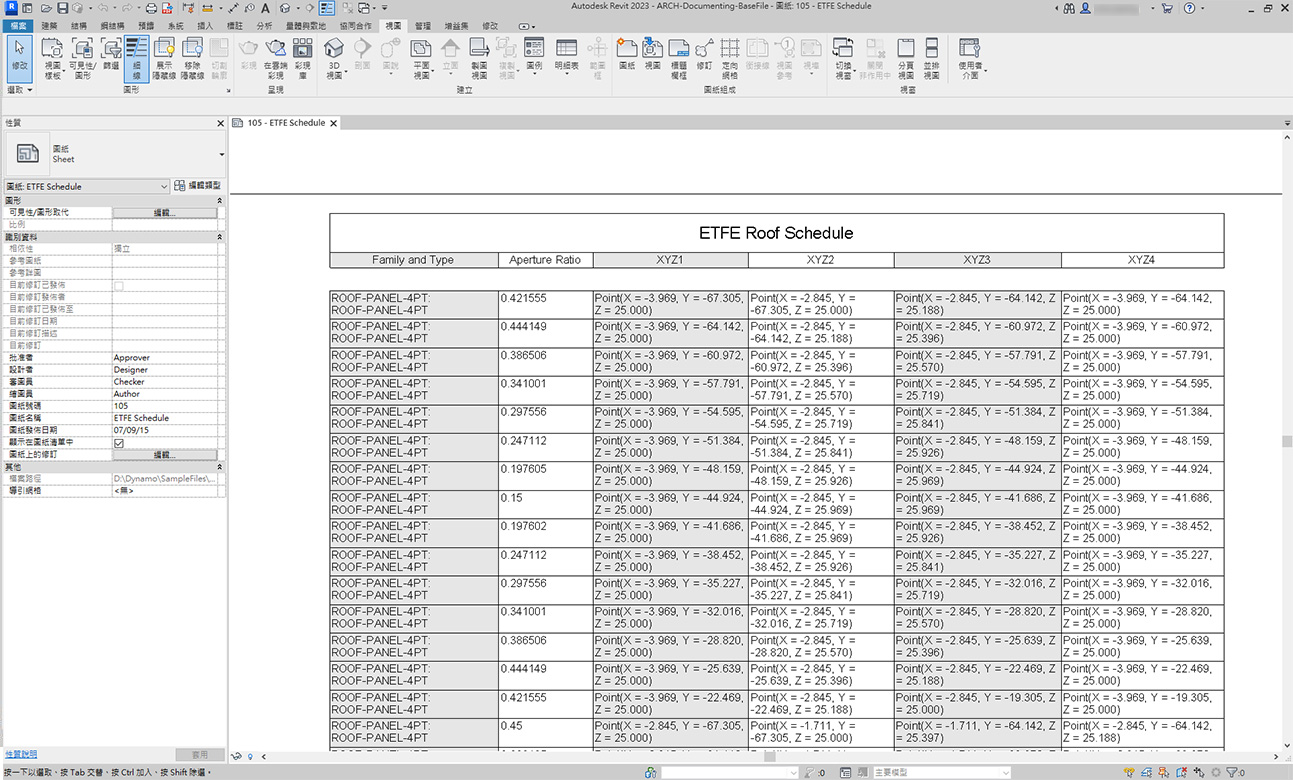 Autodesk Revit 2023 - ARCH-Documenting-BaseFile - 圖紙: 105 - ETFE Schedule
檔案 建築 結構 鋼結構 預鑄 系統 插入 標註 分析 量體與敷地 協同合作 視圖 管理 增益集 修改
修改
視圖樣板 可見性/圖形 篩選 細線 展示隱藏線 移除隱藏線 切割輪廓
彩現 在雲端彩現 彩現庫
3D 視圖 剖面 圖說 平面視圖 立面 製圖視圖 複製視圖 圖例 明細表 範圍框
圖紙 視圖 標題欄框 修訂 定向網格 銜接線 視圖參考 視埠
切換視窗 關閉非作用中 分頁視圖 並排視圖 使用者介面
選取 圖形 呈現 建立 圖紙組成 視窗
性質
圖紙
Sheet
圖紙: ETFE Schedule
編輯類型
圖形
可見性/圖形取代 編輯...
比例
識別資料
相依性 獨立
參考圖紙
參考詳圖
目前修訂已發佈
目前修訂發佈者
目前修訂已發佈至
目前修訂日期
目前修訂描述
目前修訂
批准者 Approver
設計者 Designer
審圖員 Checker
繪圖員 Author
圖紙號碼 105
圖紙名稱 ETFE Schedule
圖紙發佈日期 07/09/15
顯示在圖紙清單中
圖紙上的修訂 編輯...
其他
檔案路徑 D:\Dynamo\SampleFiles\...
導引網格 <無>
性質說明 套用
105 - ETFE Schedule
ETFE Roof Schedule
Family and Type Aperture Ratio XYZ1 XYZ2 XYZ3 XYZ4
ROOF-PANEL-4PT: 0.421555 Point(X = -3.969, Y = -67.305, Point(X = -2.845, Y = Point(X = -2.845, Y = -64.142, Z Point(X = -3.969, Y = -64.142,
ROOF-PANEL-4PT Z = 25.000) -67.305, Z = 25.000) = 25.188) Z = 25.000)
ROOF-PANEL-4PT: 0.444149 Point(X = -3.969, Y = -64.142, Point(X = -2.845, Y = Point(X = -2.845, Y = -60.972, Z Point(X = -3.969, Y = -60.972,
ROOF-PANEL-4PT Z = 25.000) -64.142, Z = 25.188) = 25.396) Z = 25.000)
ROOF-PANEL-4PT: 0.386506 Point(X = -3.969, Y = -60.972, Point(X = -2.845, Y = Point(X = -2.845, Y = -57.791, Z Point(X = -3.969, Y = -57.791,
ROOF-PANEL-4PT Z = 25.000) -60.972, Z = 25.396) = 25.570) Z = 25.000)
ROOF-PANEL-4PT: 0.341001 Point(X = -3.969, Y = -57.791, Point(X = -2.845, Y = Point(X = -2.845, Y = -54.595, Z Point(X = -3.969, Y = -54.595,
ROOF-PANEL-4PT Z = 25.000) -57.791, Z = 25.570) = 25.719) Z = 25.000)
ROOF-PANEL-4PT: 0.297556 Point(X = -3.969, Y = -54.595, Point(X = -2.845, Y = Point(X = -2.845, Y = -51.384, Z Point(X = -3.969, Y = -51.384,
ROOF-PANEL-4PT Z = 25.000) -54.595, Z = 25.719) = 25.841) Z = 25.000)
ROOF-PANEL-4PT: 0.247112 Point(X = -3.969, Y = -51.384, Point(X = -2.845, Y = Point(X = -2.845, Y = -48.159, Z Point(X = -3.969, Y = -48.159,
ROOF-PANEL-4PT Z = 25.000) -51.384, Z = 25.841) = 25.926) Z = 25.000)
ROOF-PANEL-4PT: 0.197605 Point(X = -3.969, Y = -48.159, Point(X = -2.845, Y = Point(X = -2.845, Y = -44.924, Z Point(X = -3.969, Y = -44.924,
ROOF-PANEL-4PT Z = 25.000) -48.159, Z = 25.926) = 25.969) Z = 25.000)
ROOF-PANEL-4PT: 0.15 Point(X = -3.969, Y = -44.924, Point(X = -2.845, Y = Point(X = -2.845, Y = -41.686, Z Point(X = -3.969, Y = -41.686,
ROOF-PANEL-4PT Z = 25.000) -44.924, Z = 25.969) = 25.969) Z = 25.000)
ROOF-PANEL-4PT: 0.197602 Point(X = -3.969, Y = -41.686, Point(X = -2.845, Y = Point(X = -2.845, Y = -38.452, Z Point(X = -3.969, Y = -38.452,
ROOF-PANEL-4PT Z = 25.000) -41.686, Z = 25.969) = 25.926) Z = 25.000)
ROOF-PANEL-4PT: 0.247112 Point(X = -3.969, Y = -38.452, Point(X = -2.845, Y = Point(X = -2.845, Y = -35.227, Z Point(X = -3.969, Y = -35.227,
ROOF-PANEL-4PT Z = 25.000) -38.452, Z = 25.926) = 25.841) Z = 25.000)
ROOF-PANEL-4PT: 0.297556 Point(X = -3.969, Y = -35.227, Point(X = -2.845, Y = Point(X = -2.845, Y = -32.016, Z Point(X = -3.969, Y = -32.016,
ROOF-PANEL-4PT Z = 25.000) -35.227, Z = 25.841) = 25.719) Z = 25.000)
ROOF-PANEL-4PT: 0.341001 Point(X = -3.969, Y = -32.016, Point(X = -2.845, Y = Point(X = -2.845, Y = -28.820, Z Point(X = -3.969, Y = -28.820,
ROOF-PANEL-4PT Z = 25.000) -32.016, Z = 25.719) = 25.570) Z = 25.000)
ROOF-PANEL-4PT: 0.386506 Point(X = -3.969, Y = -28.820, Point(X = -2.845, Y = Point(X = -2.845, Y = -25.639, Z Point(X = -3.969, Y = -25.639,
ROOF-PANEL-4PT Z = 25.000) -28.820, Z = 25.570) = 25.396) Z = 25.000)
ROOF-PANEL-4PT: 0.444149 Point(X = -3.969, Y = -25.639, Point(X = -2.845, Y = Point(X = -2.845, Y = -22.469, Z Point(X = -3.969, Y = -22.469,
ROOF-PANEL-4PT Z = 25.000) -25.639, Z = 25.396) = 25.188) Z = 25.000)
ROOF-PANEL-4PT: 0.421555 Point(X = -3.969, Y = -22.469, Point(X = -2.845, Y = Point(X = -2.845, Y = -19.305, Z Point(X = -3.969, Y = -19.305,
ROOF-PANEL-4PT Z = 25.000) -22.469, Z = 25.188) = 25.000) Z = 25.000)
ROOF-PANEL-4PT: 0.45 Point(X = -2.845, Y = -67.305, Point(X = -1.711, Y = Point(X = -1.711, Y = -64.142, Z Point(X = -2.845, Y = -64.142,
ROOF-PANEL-4PT Z = 25.000) -67.305, Z = 25.000) = 25.397) Z = 25.188)
按一下以選取、按 Tab 交替、按 Ctrl 加入、按 Shift 除選。 :0 主要模型 :0